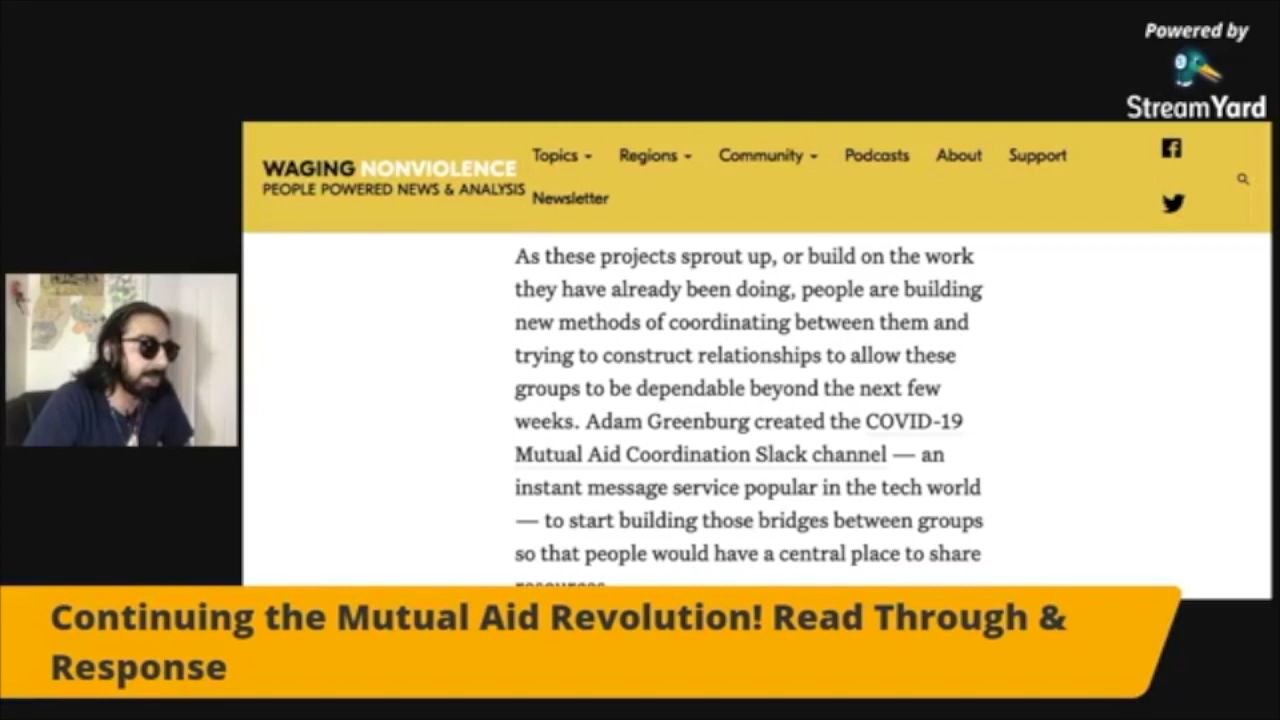 Powered by
StreamYard
WAGING NONVIOLENCE
PEOPLE POWERED NEWS & ANALYSIS
Topics
Regions
Community
Podcasts
About
Support
Newsletter
As these projects sprout up, or build on the work
they have already been doing, people are building
new methods of coordinating between them and
trying to construct relationships to allow these
groups to be dependable beyond the next few
weeks. Adam Greenburg created the COVID-19
Mutual Aid Coordination Slack channel — an
instant message service popular in the tech world
— to start building those bridges between groups
so that people would have a central place to share
Continuing the Mutual Aid Revolution! Read Through &
Response